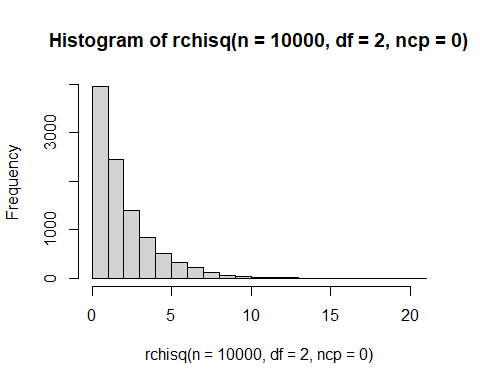 Histogram of rchisq(n = 10000, df = 2, ncp = 0)
Frequency
3000
1000
0
0 5 10 15 20
rchisq(n = 10000, df = 2, ncp = 0)